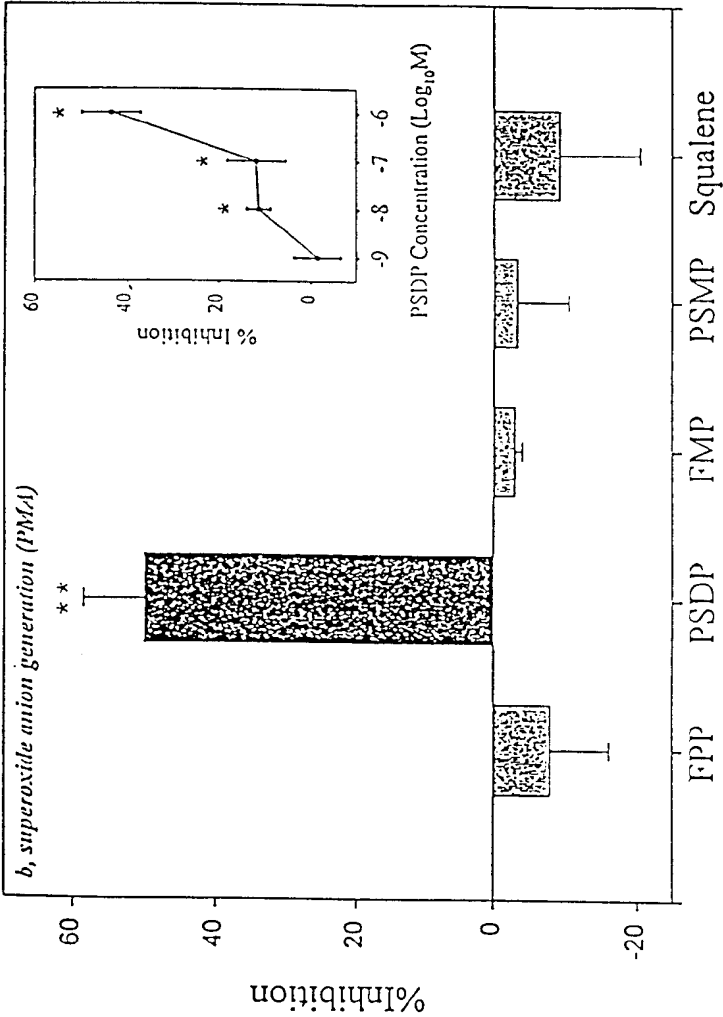 b, superoxide anion generation (PMA)
%Inhibition
60
40
20
0
-20
**
FPP
PSDP
FMP
PSMP
Squalene
% Inhibition
60
40
20
0
*
*
*
-9
-8
-7
-6
PSDP Concentration (Log₁₀M)